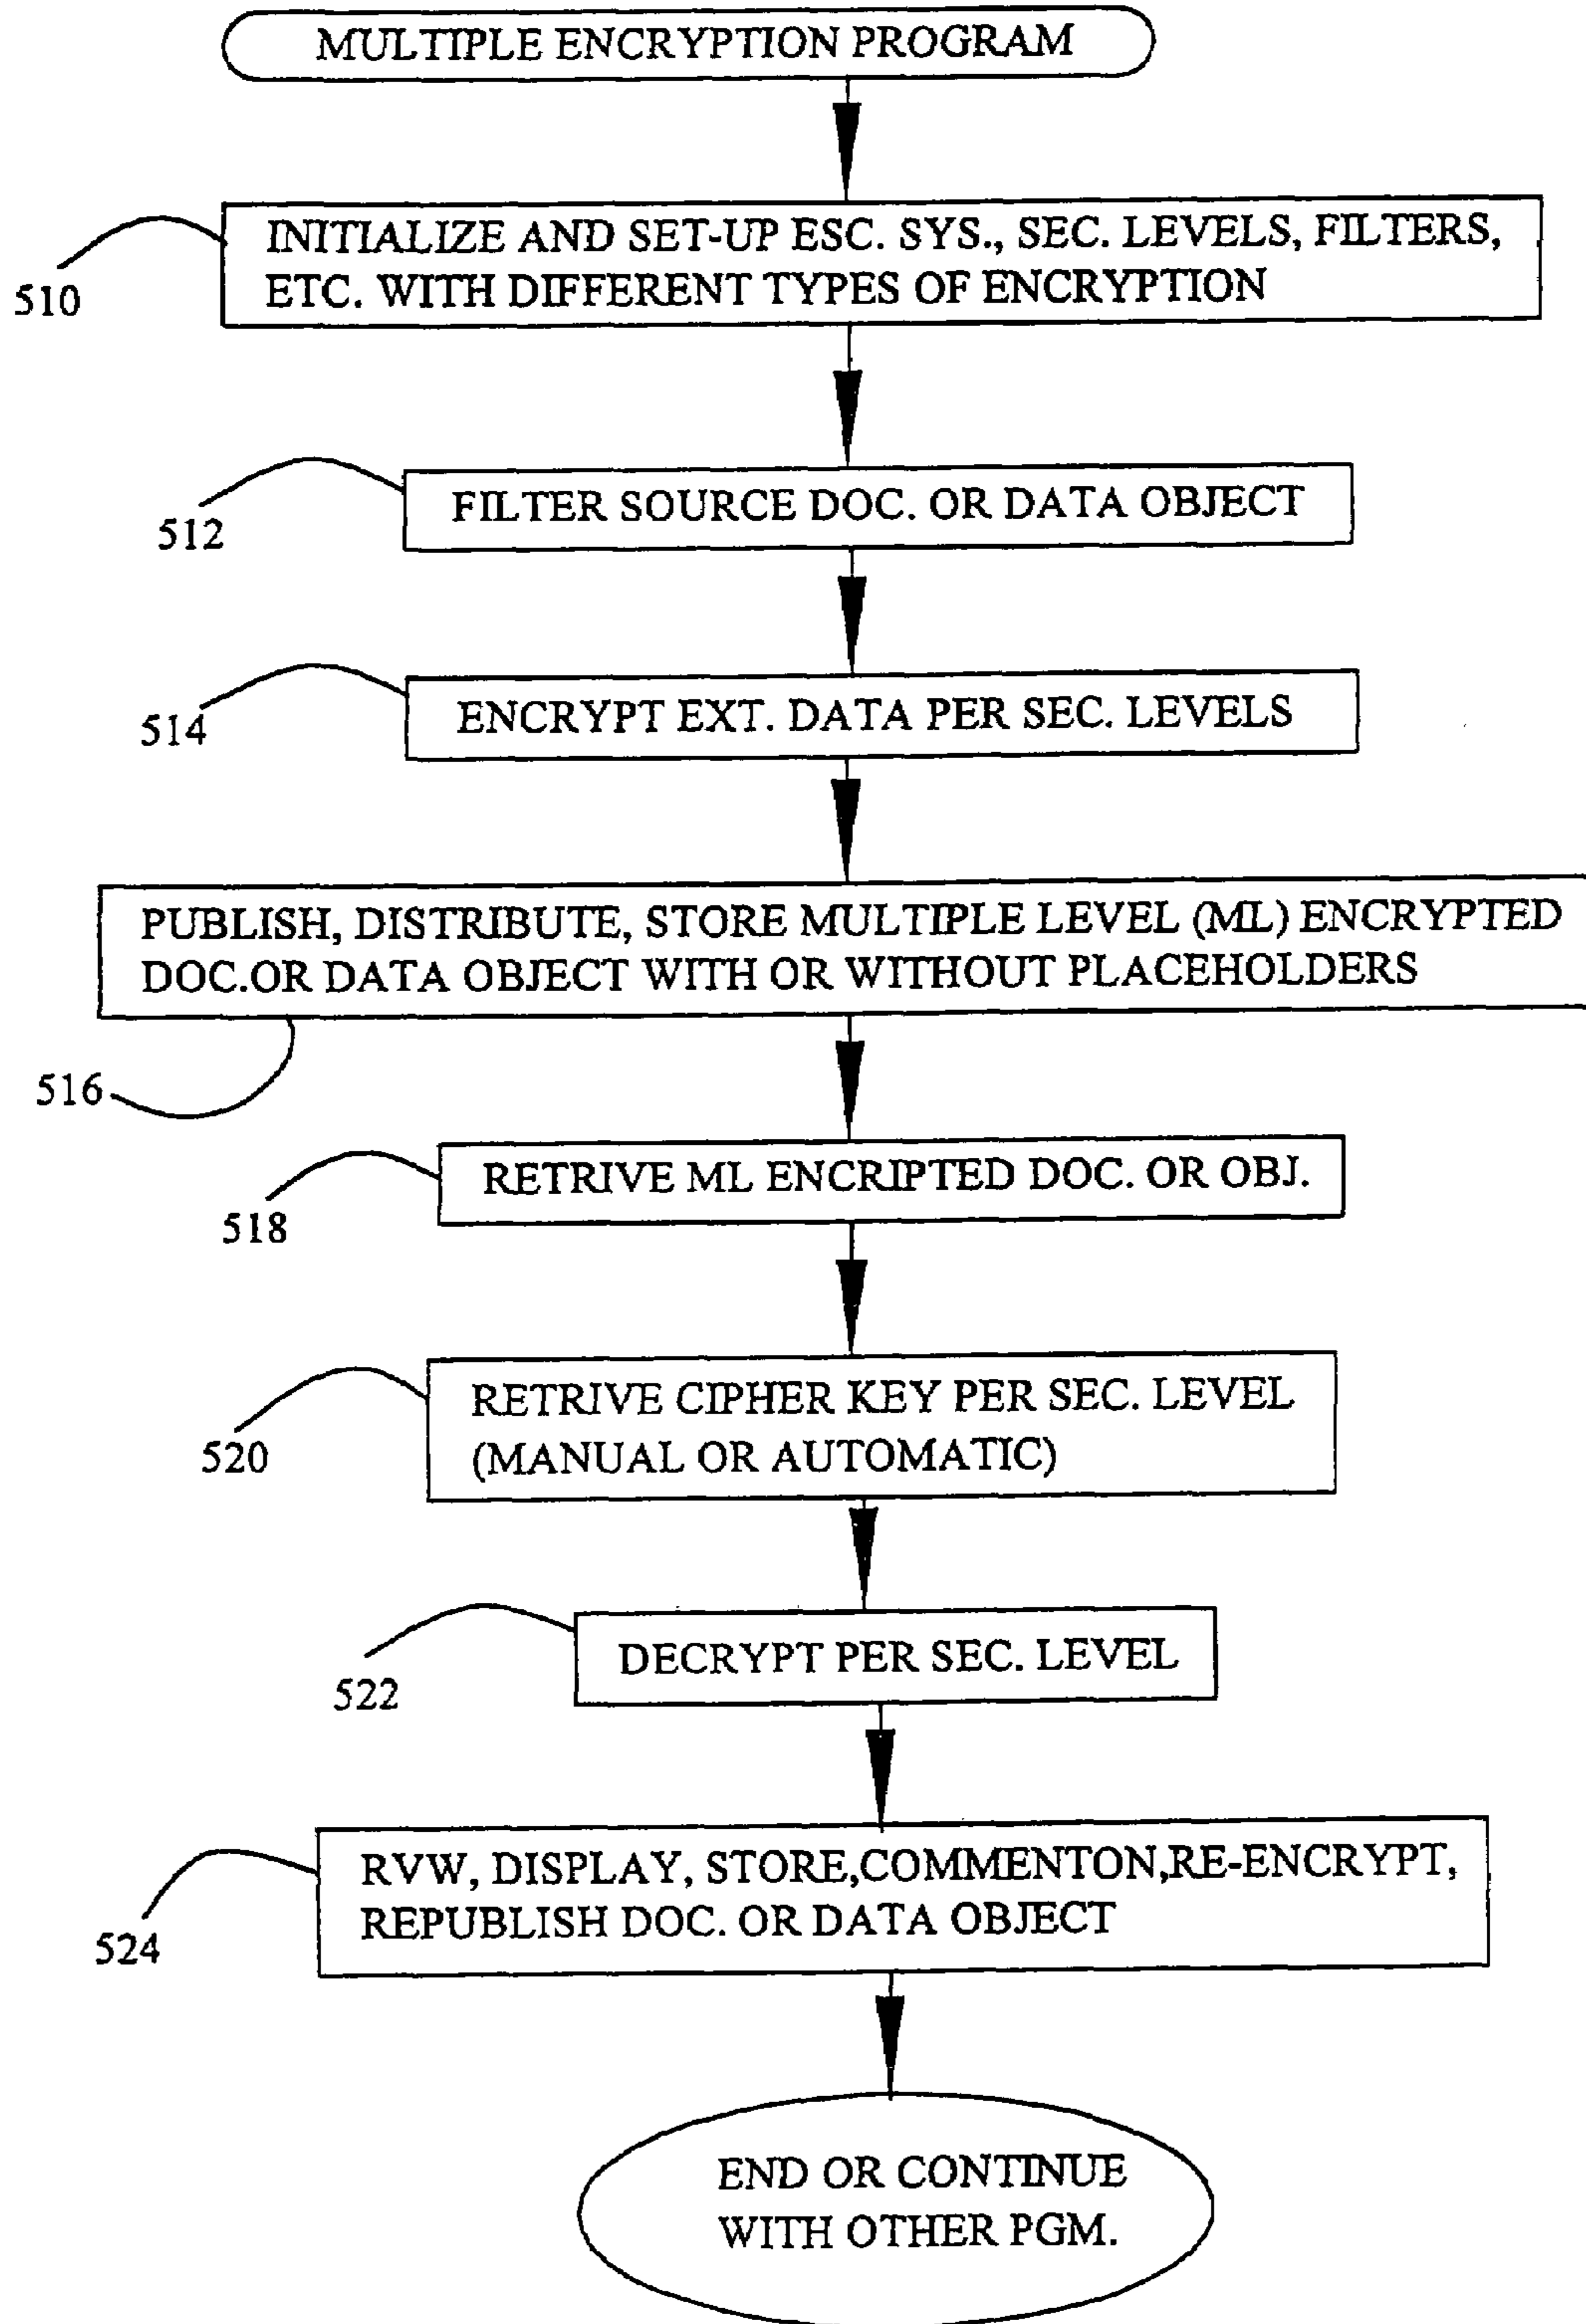 MULTIPLE ENCRYPTION PROGRAM
INITIALIZE AND SET-UP ESC. SYS., SEC. LEVELS, FILTERS,
ETC. WITH DIFFERENT TYPES OF ENCRYPTION
510
FILTER SOURCE DOC. OR DATA OBJECT
512
ENCRYPT EXT. DATA PER SEC. LEVELS
514
PUBLISH, DISTRIBUTE, STORE MULTIPLE LEVEL (ML) ENCRYPTED
DOC.OR DATA OBJECT WITH OR WITHOUT PLACEHOLDERS
516
RETRIVE ML ENCRIPTED DOC. OR OBJ.
518
RETRIVE CIPHER KEY PER SEC. LEVEL
(MANUAL OR AUTOMATIC)
520
DECRYPT PER SEC. LEVEL
522
RVW, DISPLAY, STORE,COMMENTON,RE-ENCRYPT,
REPUBLISH DOC. OR DATA OBJECT
524
END OR CONTINUE
WITH OTHER PGM.